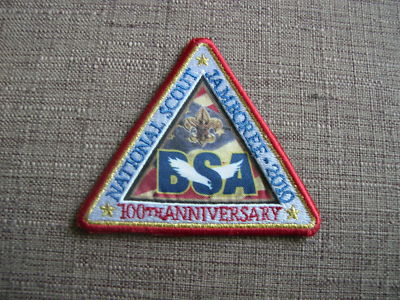 NATIONAL SCOUT
JAMBOREE • 2010
BSA
100TH ANNIVERSARY